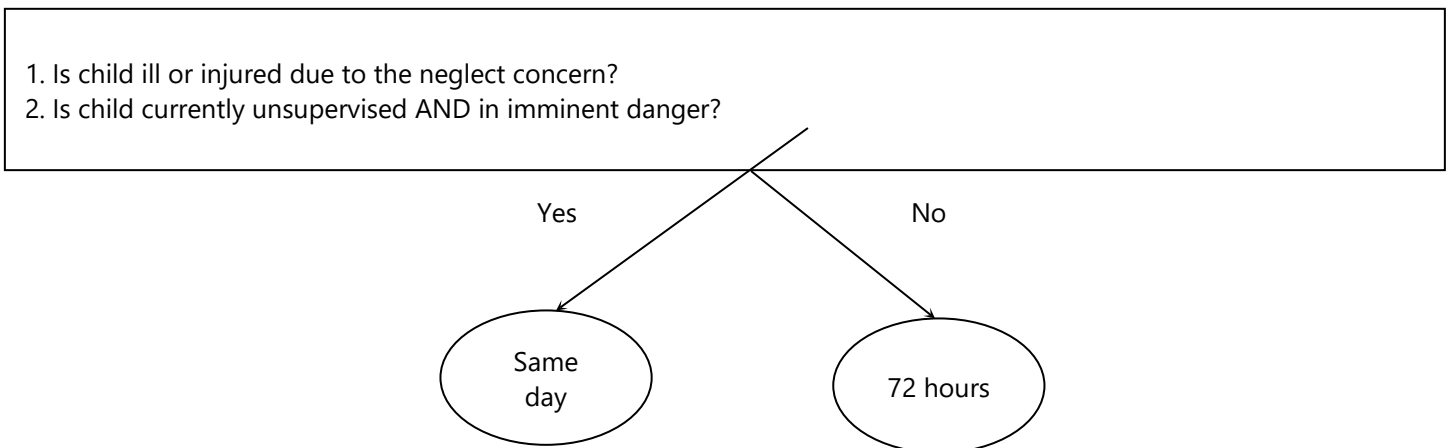 1. Is child ill or injured due to the neglect concern?
2. Is child currently unsupervised AND in imminent danger?
Yes
No
Same
day
72 hours